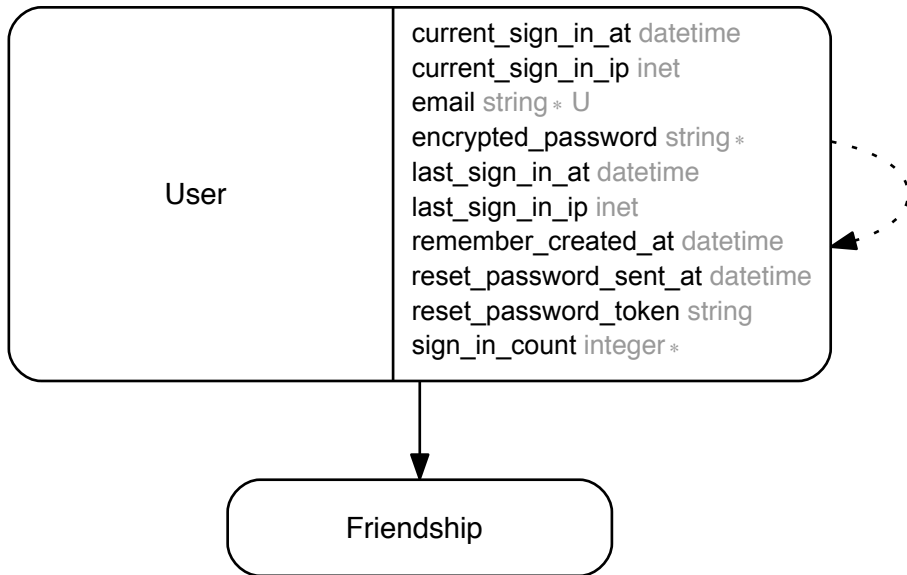 User
current_sign_in_at datetime
current_sign_in_ip inet
email string * U
encrypted_password string *
last_sign_in_at datetime
last_sign_in_ip inet
remember_created_at datetime
reset_password_sent_at datetime
reset_password_token string
sign_in_count integer *
Friendship